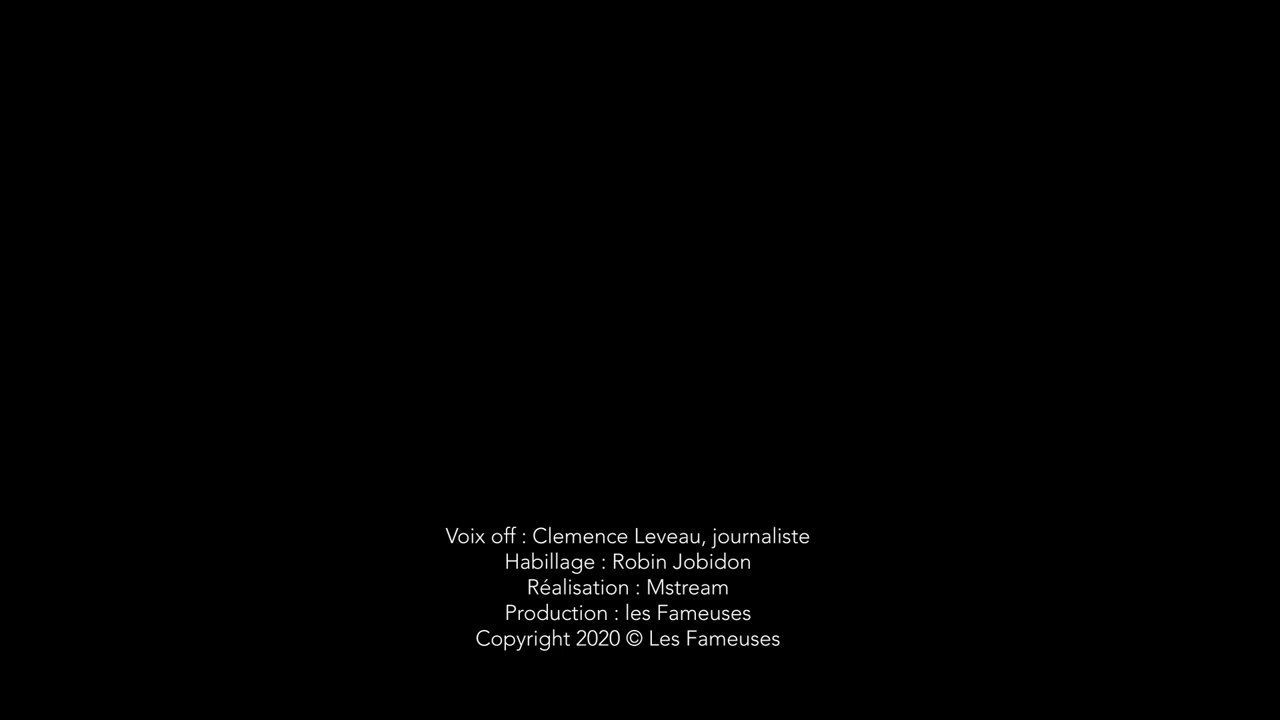 Voix off : Clemence Leveau, journaliste
Habillage : Robin Jobidon
Réalisation : Mstream
Production : les Fameuses
Copyright 2020 © Les Fameuses